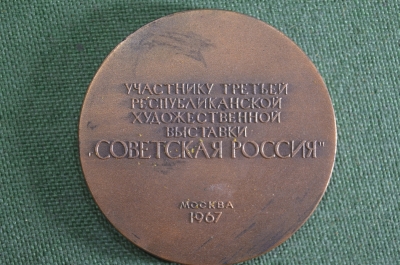 УЧАСТНИКУ ТРЕТЬЕЙ
РЕСПУБЛИКАНСКОЙ
ХУДОЖЕСТВЕННОЙ
ВЫСТАВКИ
„СОВЕТСКАЯ РОССИЯ"
МОСКВА
1967